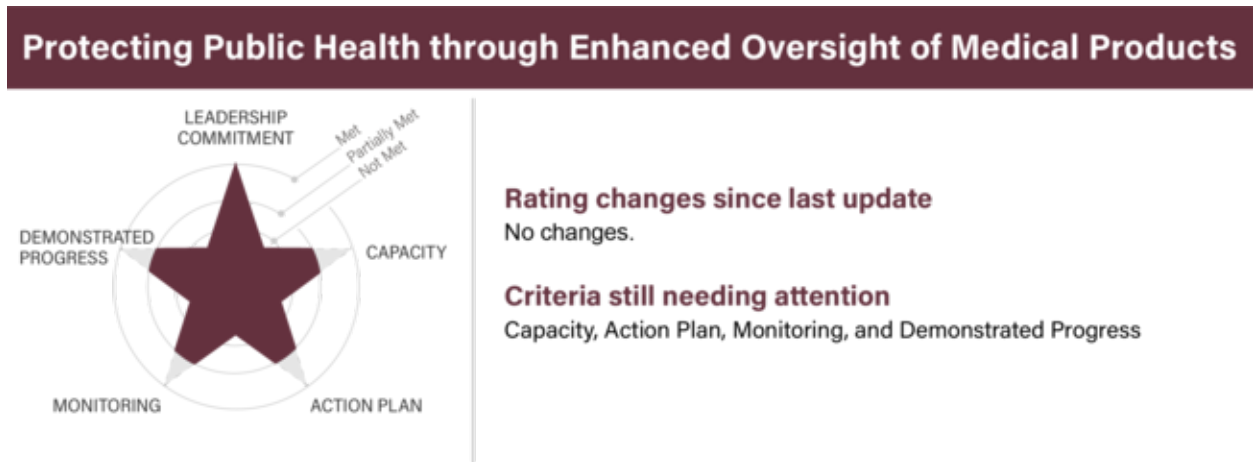 Protecting Public Health through Enhanced Oversight of Medical Products
LEADERSHIP
COMMITMENT
Met
Partially Met
Not Met
DEMONSTRATED
PROGRESS
CAPACITY
MONITORING
ACTION PLAN
Rating changes since last update
No changes.
Criteria still needing attention
Capacity, Action Plan, Monitoring, and Demonstrated Progress